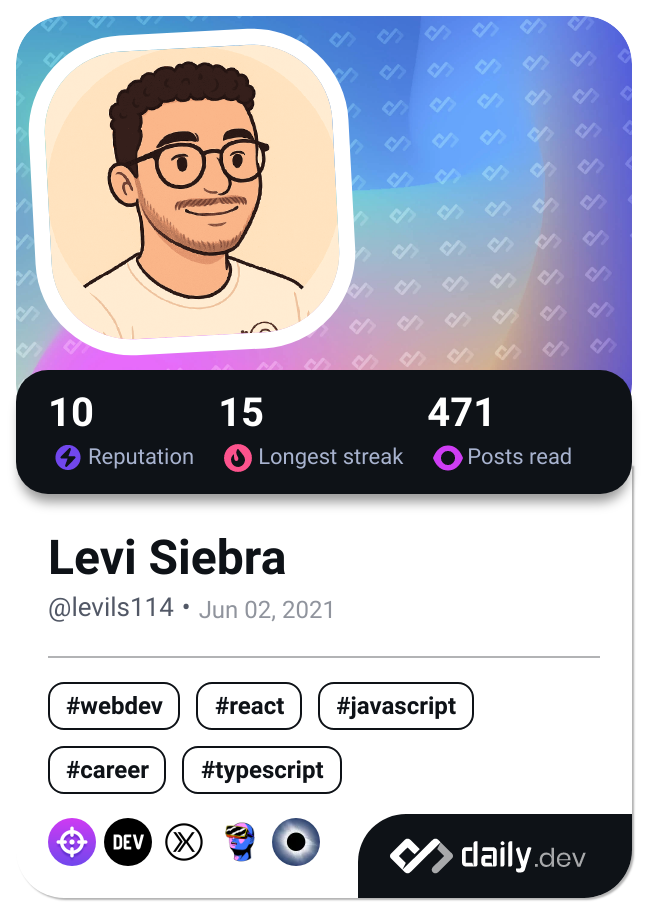 10 15 471
Reputation Longest streak Posts read
Levi Siebra
@levils114 • Jun 02, 2021
#webdev #react #javascript
#career #typescript
DEV
daily.dev